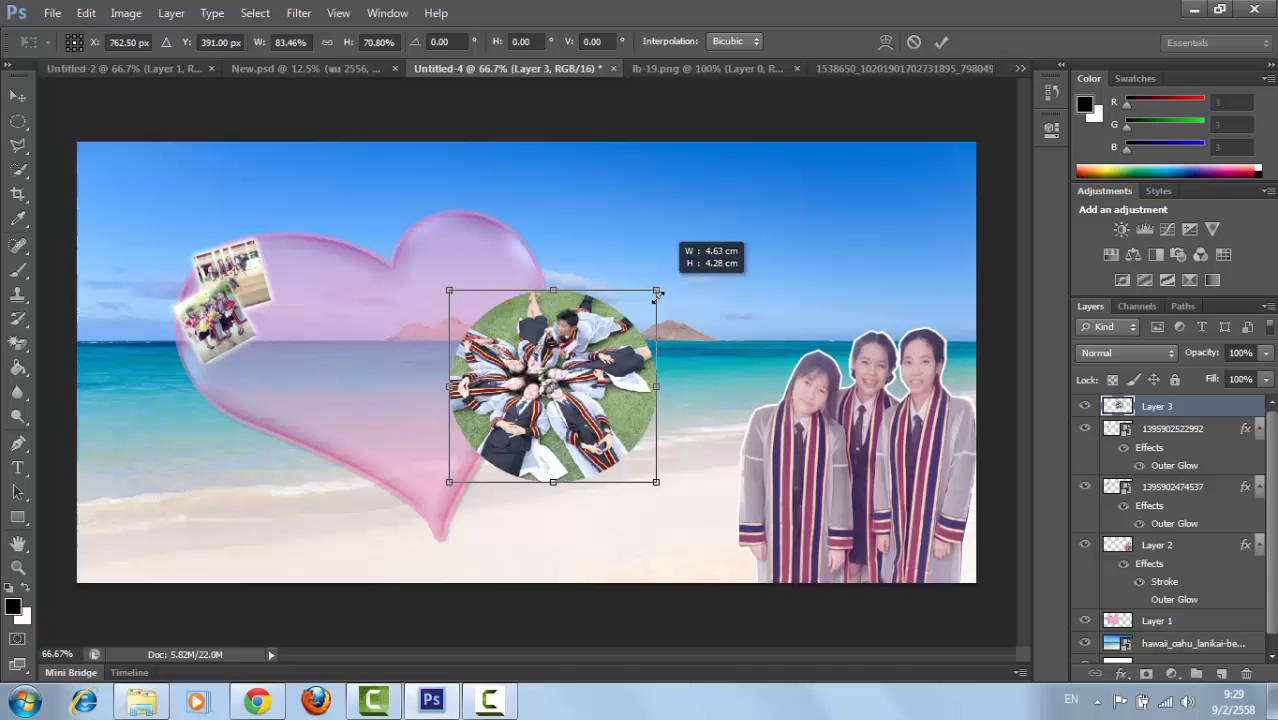 Ps File Edit Image Layer Type Select Filter View Window Help
X: 762.50 px Y: 391.00 px W: 83.46% H: 70.80% 0.00 ° H: 0.00 ° V: 0.00 ° Interpolation: Bicubic Essentials
Untitled-2 @ 66.7% (Layer 1, R... × New.psd @ 12.5% (ชมา 2556, ... × Untitled-4 @ 66.7% (Layer 3, RGB/16) * × lb-19.png @ 100% (Layer 0, R... × 1538650_10201901702731895_798049 >>
Color Swatches
R 3
G 3
B 3
Adjustments Styles
Add an adjustment
W : 4.63 cm
H : 4.28 cm
Layers Channels Paths
Kind
Normal Opacity: 100%
Lock: Fill: 100%
Layer 3
1395902522992 fx
Effects
Outer Glow
1395902474537 fx
Effects
Outer Glow
Layer 2 fx
Effects
Stroke
Outer Glow
Layer 1
hawaii_oahu_lanikai-be...
66.67% Doc: 5.82M/22.0M
Mini Bridge Timeline
EN 9:29
9/2/2558